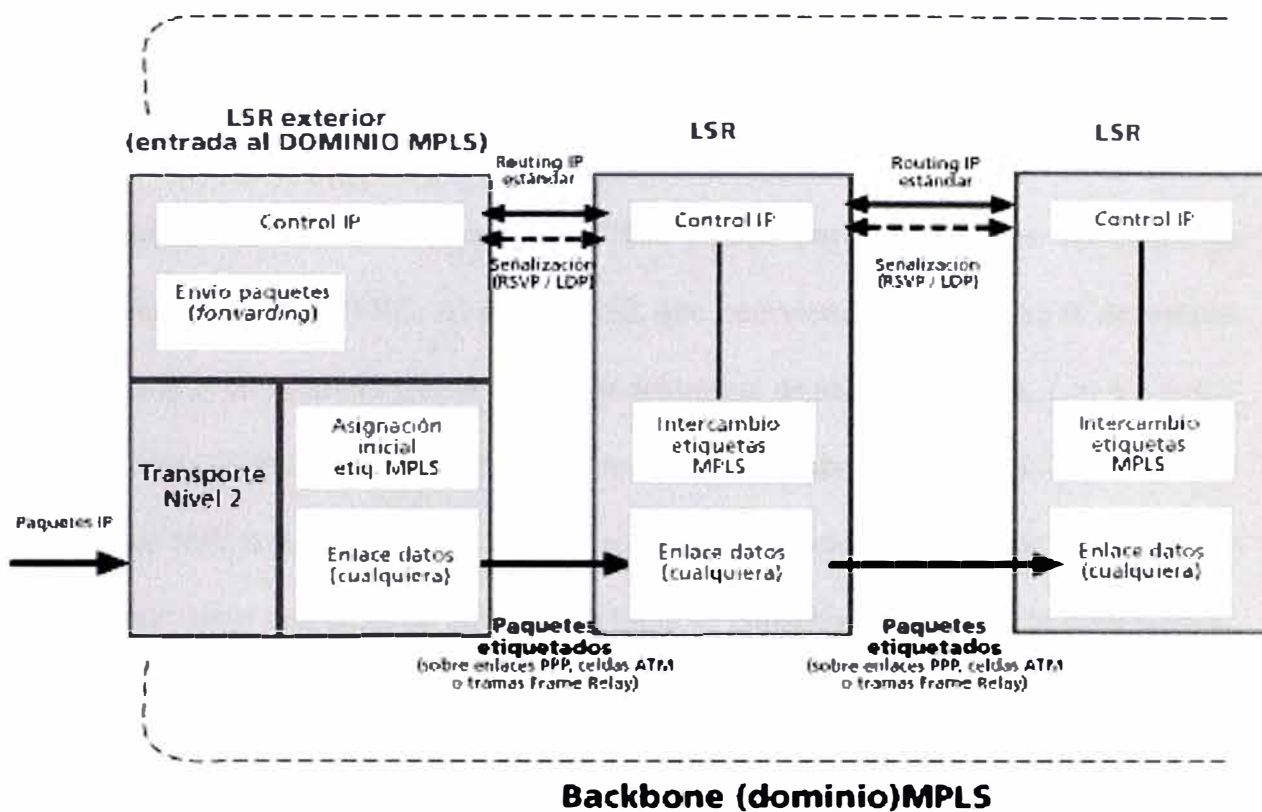 LSR exterior
(entrada al DOMINIO MPLS)
LSR
LSR
Routing IP
estándar
Routing IP
estándar
Control IP
Control IP
Control IP
Señalización
(RSVP / LDP)
Señalización
(RSVP / LDP)
Envío paquetes
(fonvarding)
Asignación
inicial
etiq. MPLS
Intercambio
etiquetas
MPLS
Intercambio
etiquetas
MPLS
Transporte
Nivel 2
Paquetes IP
Enlace datos
(cualquiera)
Enlace datos
(cualquiera)
Enlace datos
(cualquiera)
Paquetes
etiquetados
(sobre enlaces PPP, celdas ATM
o tramas Frame Relay)
Paquetes
etiquetados
(sobre enlaces PPP, celdas ATM
o tramas Frame Relay)
Backbone (dominio)MPLS